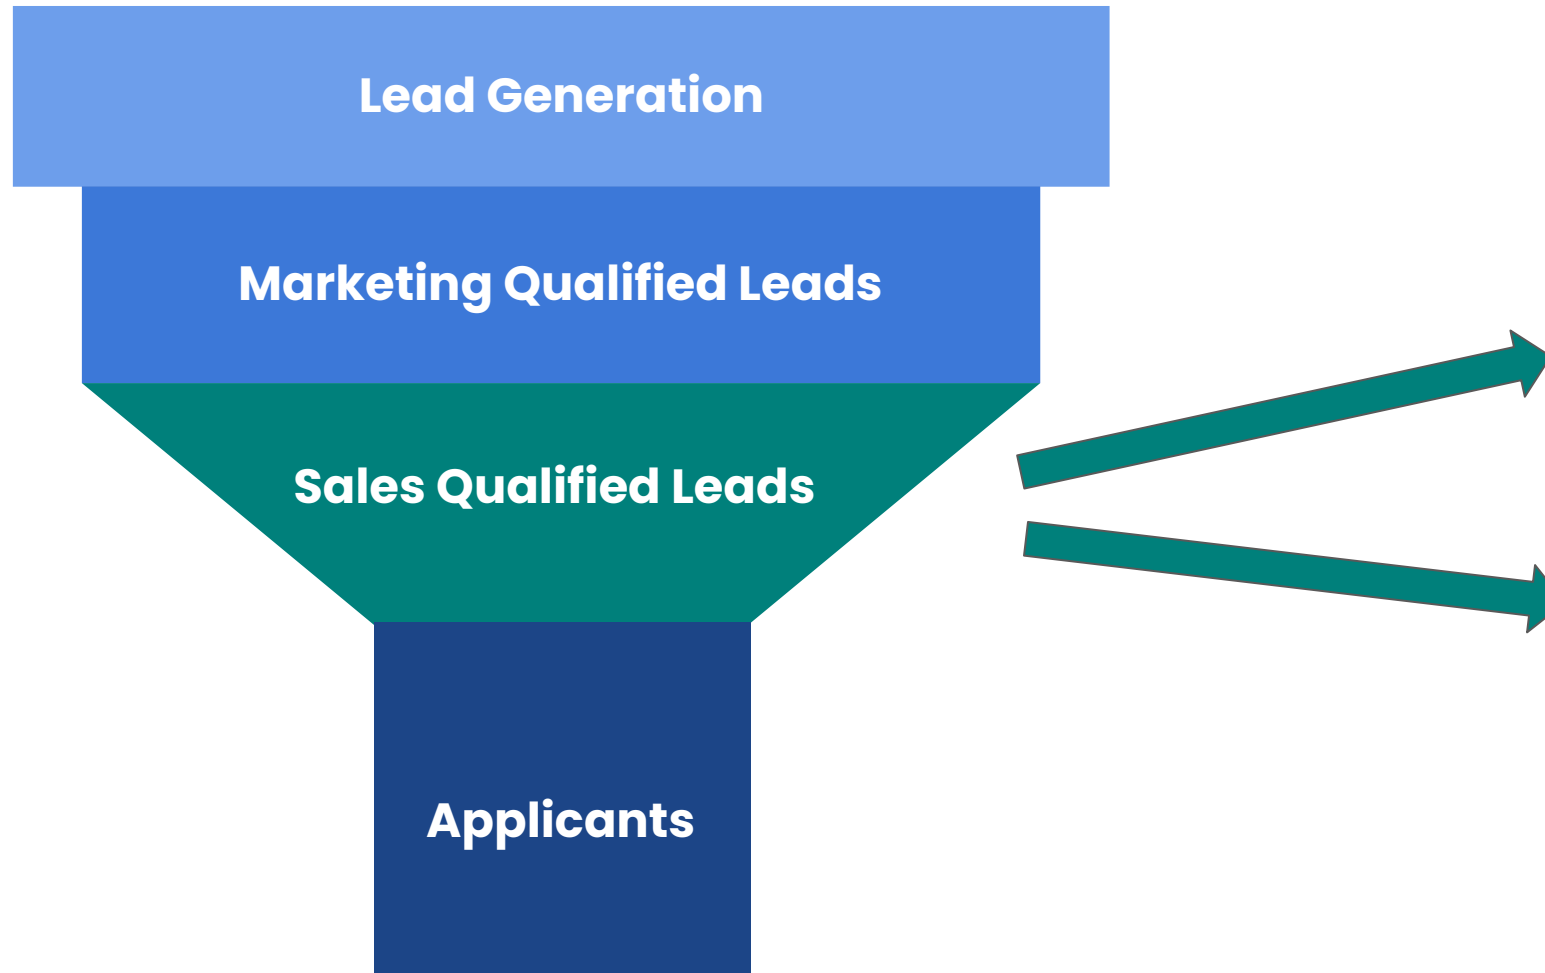 Lead Generation
Marketing Qualified Leads
Sales Qualified Leads
Applicants